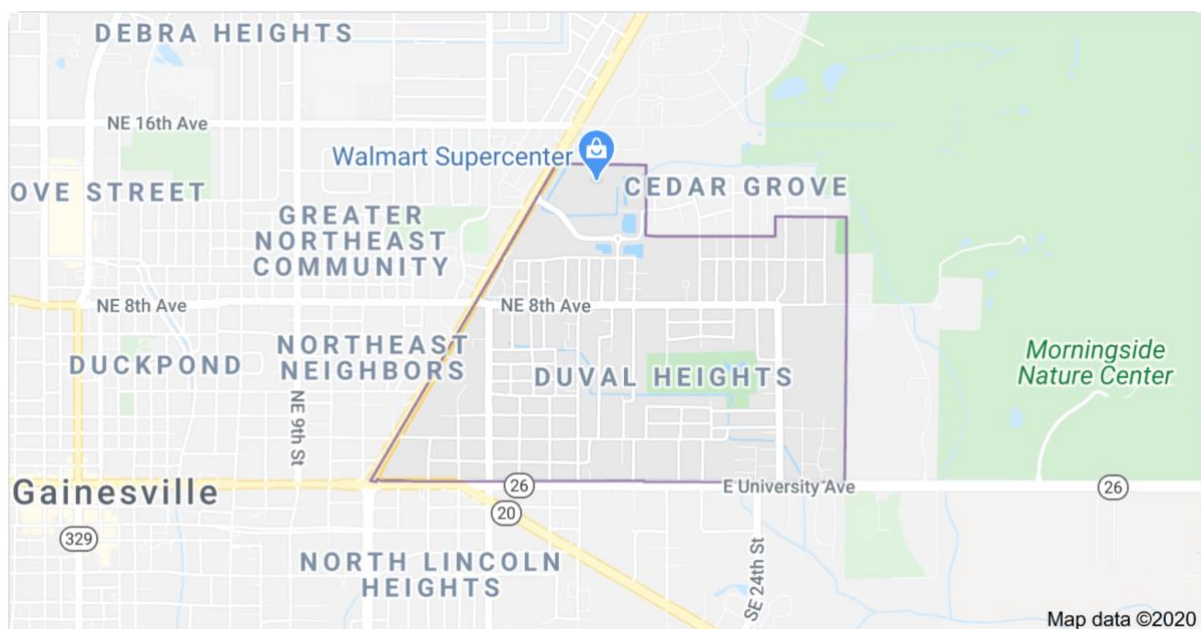 DEBRA HEIGHTS
NE 16th Ave
Walmart Supercenter
OVE STREET
CEDAR GROVE
GREATER
NORTHEAST
COMMUNITY
NE 8th Ave
NE 8th Ave
NORTHEAST
NEIGHBORS
DUCKPOND
DUVAL HEIGHTS
Morningside
Nature Center
NE 9th St
Gainesville
26
E University Ave
26
20
329
NORTH LINCOLN
HEIGHTS
SE 24th St
Map data ©2020